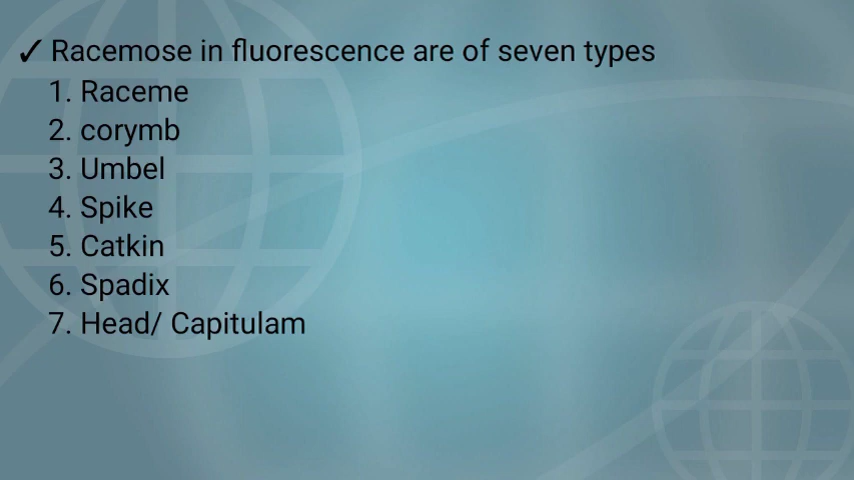 ✓ Racemose in fluorescence are of seven types
1. Raceme
2. corymb
3. Umbel
4. Spike
5. Catkin
6. Spadix
7. Head/ Capitulam